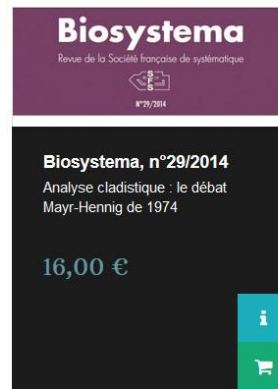 Biosystema
Revue de la Société française de systématique
SFS
N°29/2014
Biosystema, n°29/2014
Analyse cladistique : le débat
Mayr-Hennig de 1974
16,00 €